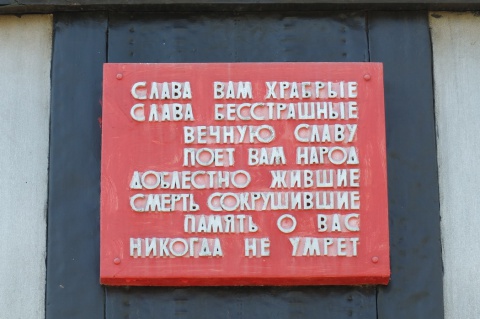 СЛАВА ВАМ ХРАБРЫЕ
СЛАВА БЕССТРАШНЫЕ
ВЕЧНУЮ СЛАВУ
ПОЕТ ВАМ НАРОД
ДОБЛЕСТНО ЖИВШИЕ
СМЕРТЬ СОКРУШИВШИЕ
ПАМЯТЬ О ВАС
НИКОГДА НЕ УМРЕТ